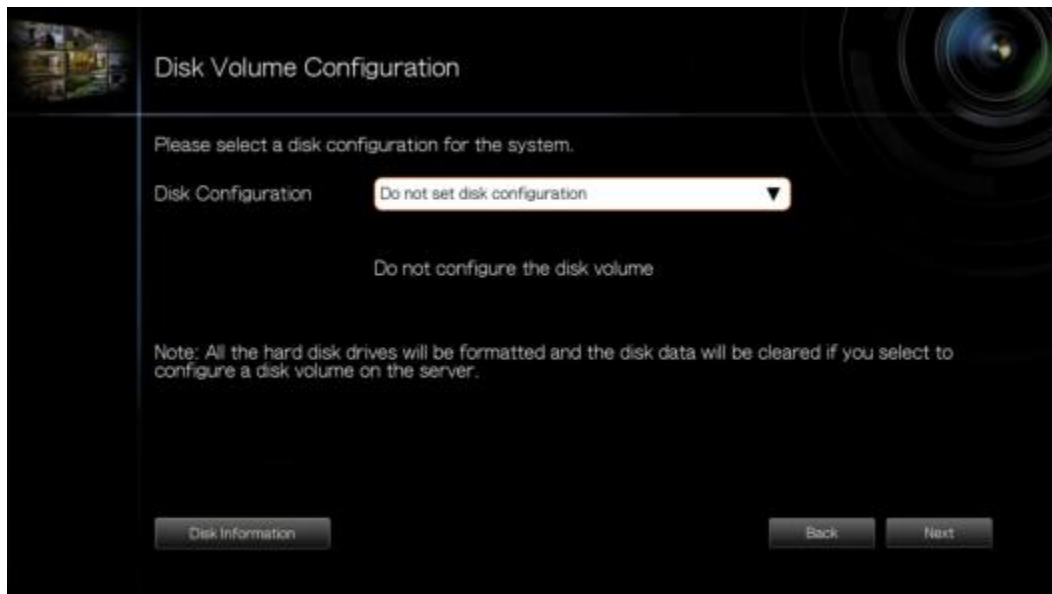 Disk Volume Configuration
Please select a disk configuration for the system.
Disk Configuration
Do not set disk configuration
Do not configure the disk volume
Note: All the hard disk drives will be formatted and the disk data will be cleared if you select to
configure a disk volume on the server.
Disk Information
Back
Next